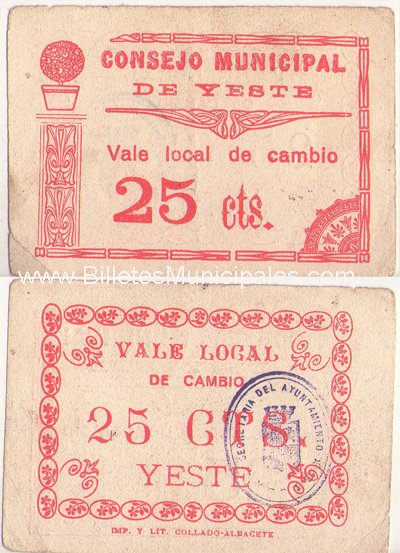 CONSEJO MUNICIPAL
DE YESTE
Vale local de cambio
25 cts.
www.BilletesMunicipales.com
VALE LOCAL
DE CAMBIO
25 CTS.
YESTE
SECRETARIA DEL AYUNTAMIENTO
IMP. Y LIT. COLLADO-ALBACETE